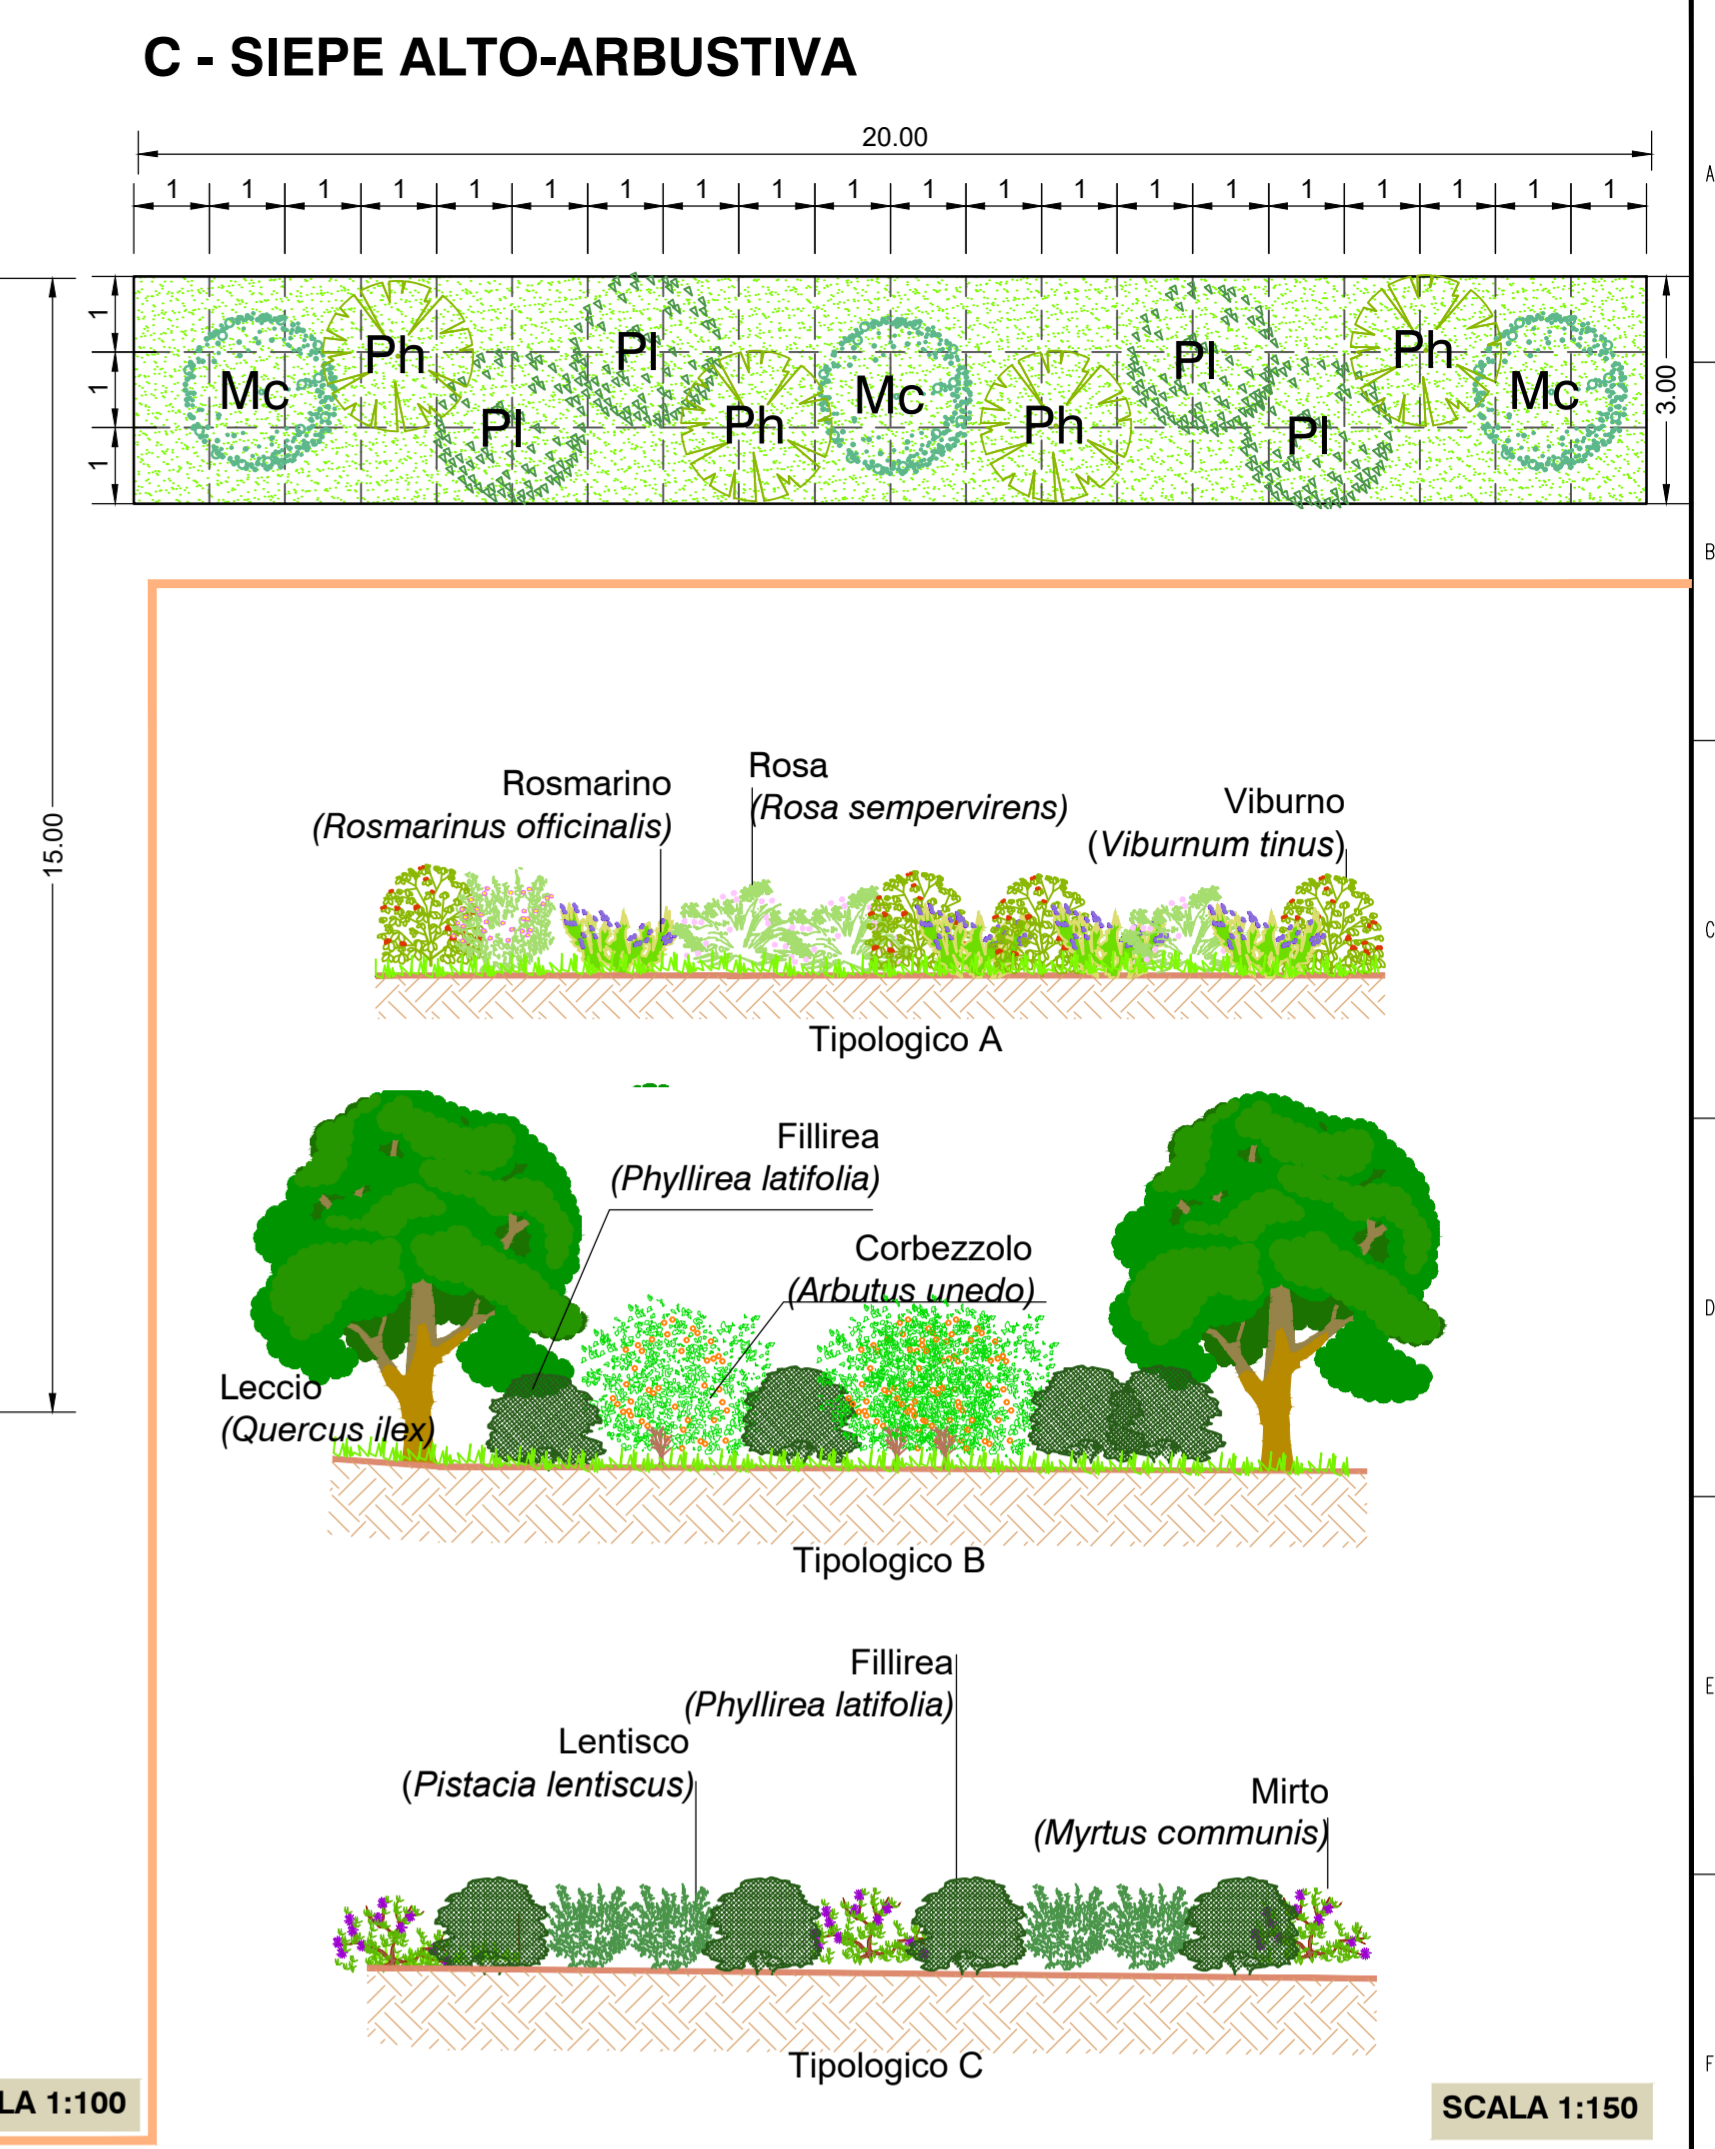 C - SIEPE ALTO-ARBUSTIVA
20.00
1 1 1 1 1 1 1 1 1 1 1 1 1 1 1 1 1 1 1 1
1
1
1
Mc Ph Pl Pl Ph Mc Ph Pl Pl Ph Mc
3.00
15.00
A
B
C
D
E
F
Rosmarino
(Rosmarinus officinalis)
Rosa
(Rosa sempervirens)
Viburno
(Viburnum tinus)
Tipologico A
Fillirea
(Phyllirea latifolia)
Corbezzolo
(Arbutus unedo)
Leccio
(Quercus ilex)
Tipologico B
Fillirea
(Phyllirea latifolia)
Lentisco
(Pistacia lentiscus)
Mirto
(Myrtus communis)
Tipologico C
LA 1:100
SCALA 1:150